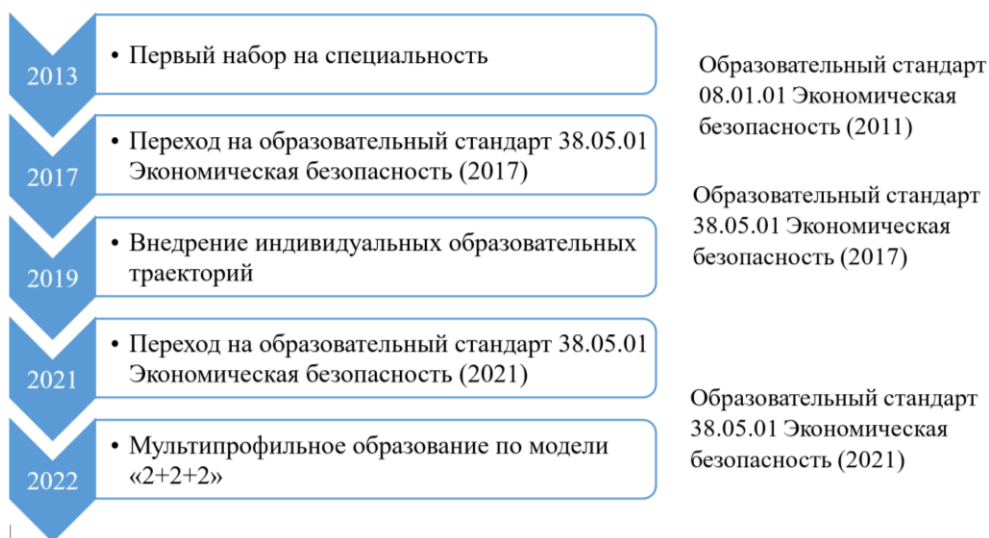 2013
• Первый набор на специальность
Образовательный стандарт
08.01.01 Экономическая
безопасность (2011)
2017
• Переход на образовательный стандарт 38.05.01
Экономическая безопасность (2017)
Образовательный стандарт
38.05.01 Экономическая
безопасность (2017)
2019
• Внедрение индивидуальных образовательных
траекторий
2021
• Переход на образовательный стандарт 38.05.01
Экономическая безопасность (2021)
Образовательный стандарт
38.05.01 Экономическая
безопасность (2021)
2022
• Мультипрофильное образование по модели
«2+2+2»